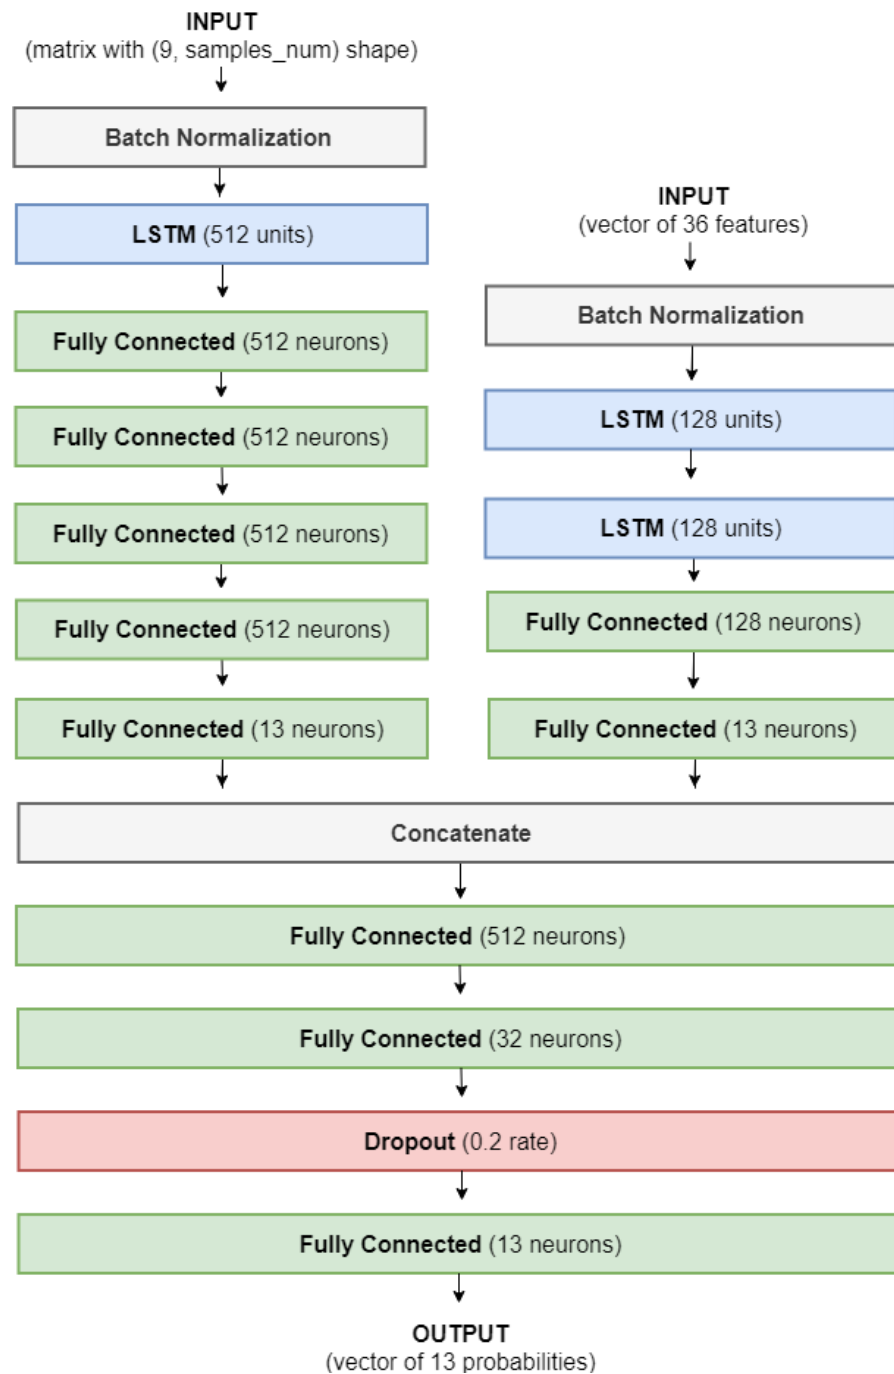 INPUT
(matrix with (9, samples_num) shape)
Batch Normalization
LSTM (512 units)
Fully Connected (512 neurons)
Fully Connected (512 neurons)
Fully Connected (512 neurons)
Fully Connected (512 neurons)
Fully Connected (13 neurons)
INPUT
(vector of 36 features)
Batch Normalization
LSTM (128 units)
LSTM (128 units)
Fully Connected (128 neurons)
Fully Connected (13 neurons)
Concatenate
Fully Connected (512 neurons)
Fully Connected (32 neurons)
Dropout (0.2 rate)
Fully Connected (13 neurons)
OUTPUT
(vector of 13 probabilities)